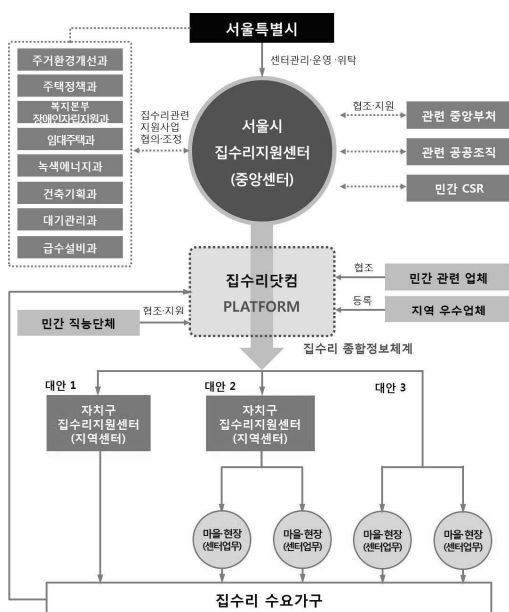 서울특별시
센터관리·운영·위탁
주거환경개선과
주택정책과
복지본부
장애인자립지원과
임대주택과
녹색에너지과
건축기획과
대기관리과
급수설비과
집수리관련
지원사업
협의·조정
서울시
집수리지원센터
(중앙센터)
협조·지원
관련 중앙부처
관련 공공조직
민간 CSR
집수리닷컴
PLATFORM
협조
민간 관련 업체
등록
지역 우수업체
민간 직능단체
협조·지원
집수리 종합정보체계
대안 1
자치구
집수리지원센터
(지역센터)
대안 2
자치구
집수리지원센터
(지역센터)
대안 3
마을·현장
(센터업무)
마을·현장
(센터업무)
마을·현장
(센터업무)
마을·현장
(센터업무)
집수리 수요가구